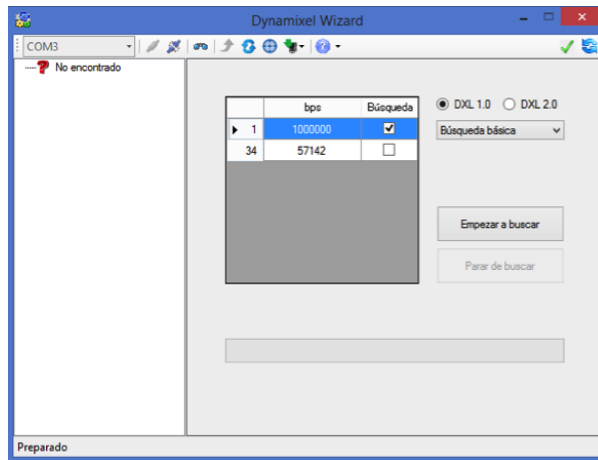 Dynamixel Wizard
COM3
No encontrado
bps Búsqueda
1 1000000
34 57142
DXL 1.0 DXL 2.0
Búsqueda básica
Empezar a buscar
Parar de buscar
Preparado